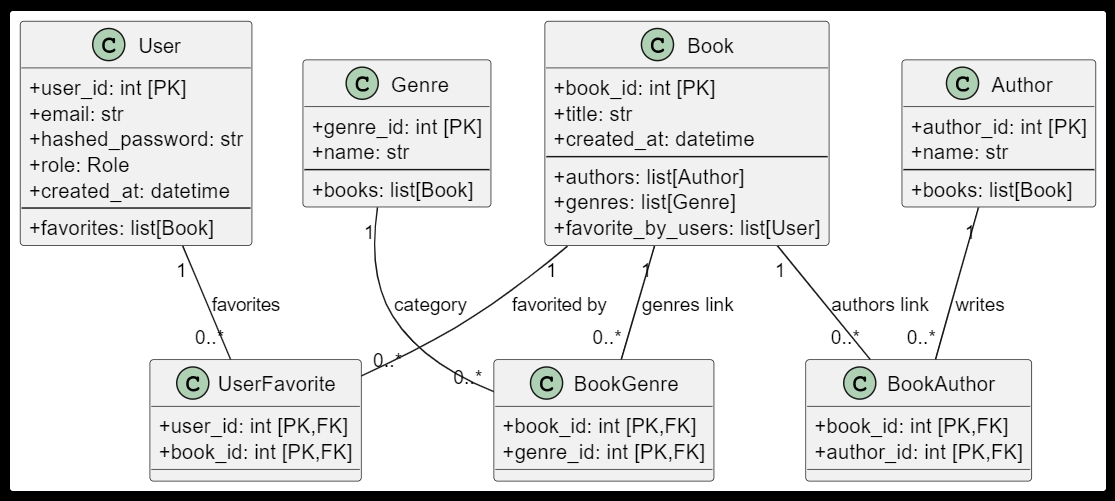 C User
+user_id: int [PK]
+email: str
+hashed_password: str
+role: Role
+created_at: datetime
+favorites: list[Book]
C Genre
+genre_id: int [PK]
+name: str
+books: list[Book]
C Book
+book_id: int [PK]
+title: str
+created_at: datetime
+authors: list[Author]
+genres: list[Genre]
+favorite_by_users: list[User]
C Author
+author_id: int [PK]
+name: str
+books: list[Book]
1
1
1
1
1
1
favorites
category
favorited by
genres link
authors link
writes
0..*
0..*
0..*
0..*
0..*
0..*
C UserFavorite
+user_id: int [PK,FK]
+book_id: int [PK,FK]
C BookGenre
+book_id: int [PK,FK]
+genre_id: int [PK,FK]
C BookAuthor
+book_id: int [PK,FK]
+author_id: int [PK,FK]